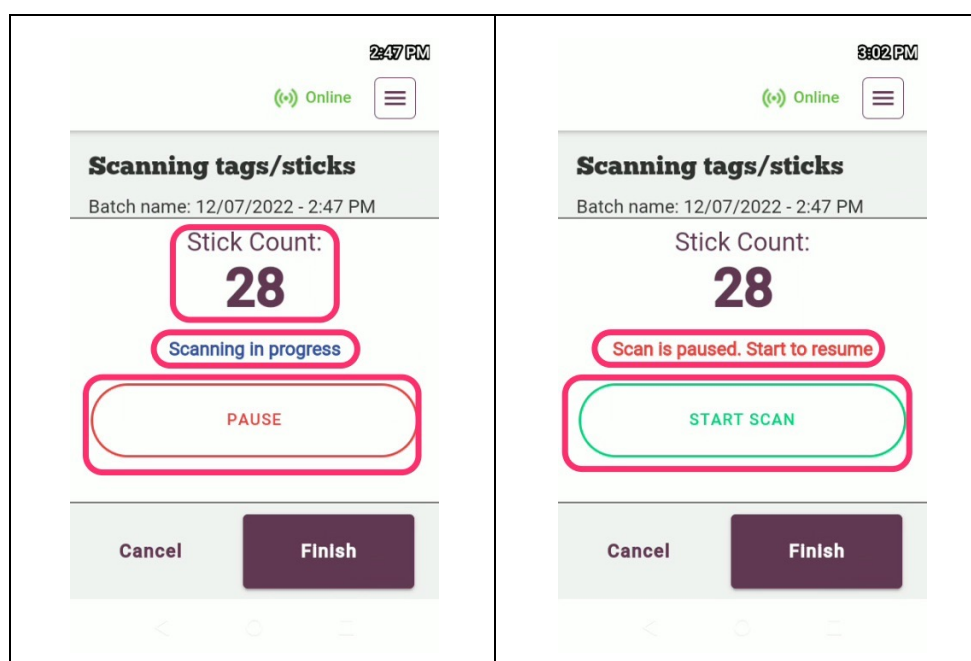 2:47 PM
Online
Scanning tags/sticks
Batch name: 12/07/2022 - 2:47 PM
Stick Count:
28
Scanning in progress
PAUSE
Cancel
Finish
3:02 PM
Online
Scanning tags/sticks
Batch name: 12/07/2022 - 2:47 PM
Stick Count:
28
Scan is paused. Start to resume
START SCAN
Cancel
Finish